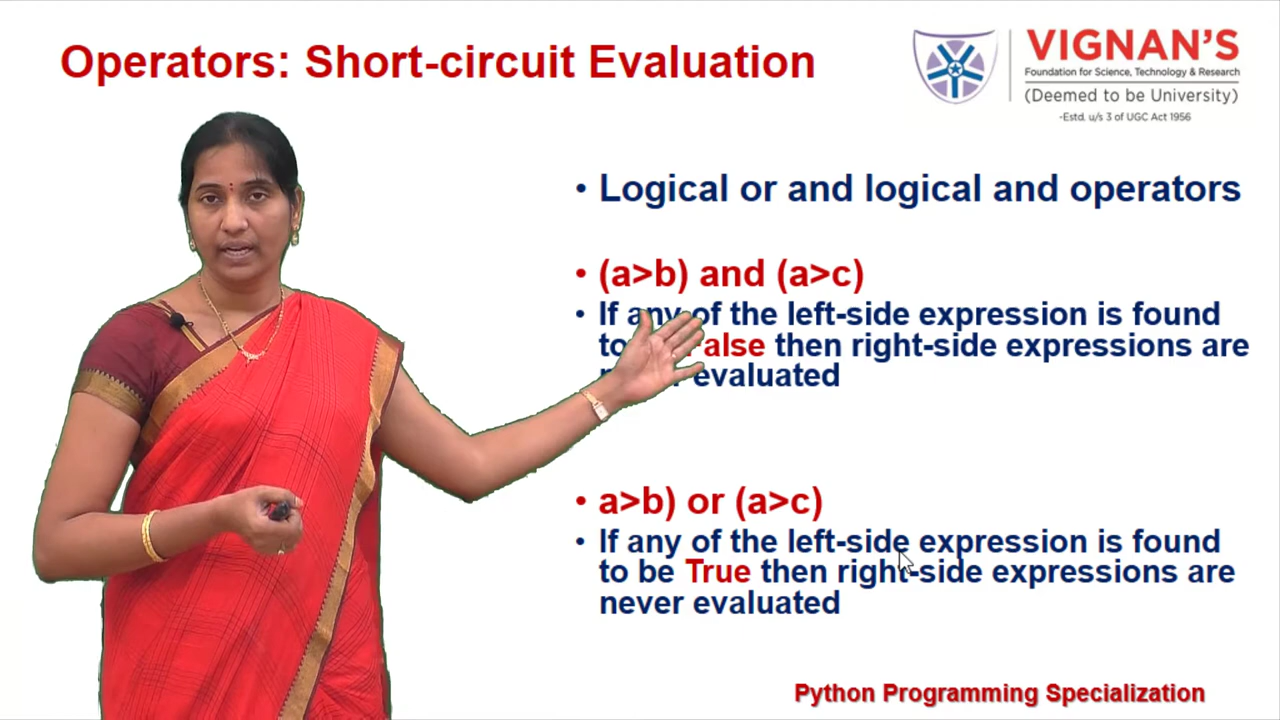 Operators: Short-circuit Evaluation
VIGNAN'S
Foundation for Science, Technology & Research
(Deemed to be University)
-Estd. u/s 3 of UGC Act 1956
• Logical or and logical and operators
• (a>b) and (a>c)
• If any of the left-side expression is found
to False then right-side expressions are
evaluated
• a>b) or (a>c)
• If any of the left-side expression is found
to be True then right-side expressions are
never evaluated
Python Programming Specialization